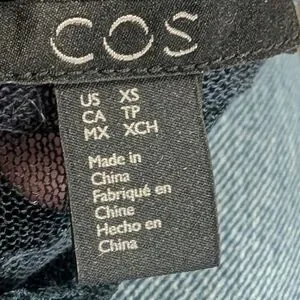 COS
US XS
CA TP
MX XCH
Made in
China
Fabriqué en
Chine
Hecho en
China